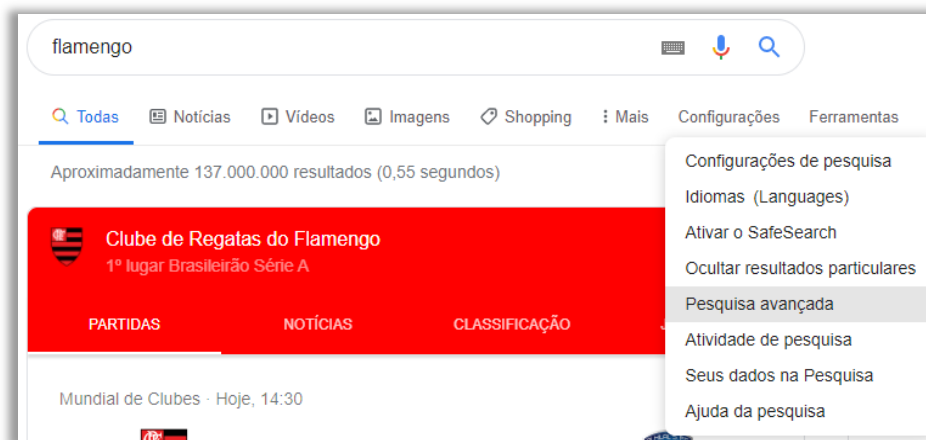 flamengo
Todas Notícias Vídeos Imagens Shopping Mais Configurações Ferramentas
Aproximadamente 137.000.000 resultados (0,55 segundos)
Configurações de pesquisa
Idiomas (Languages)
Ativar o SafeSearch
Ocultar resultados particulares
Pesquisa avançada
Atividade de pesquisa
Seus dados na Pesquisa
Ajuda da pesquisa
Clube de Regatas do Flamengo
1º lugar Brasileirão Série A
PARTIDAS NOTÍCIAS CLASSIFICAÇÃO
Mundial de Clubes · Hoje, 14:30